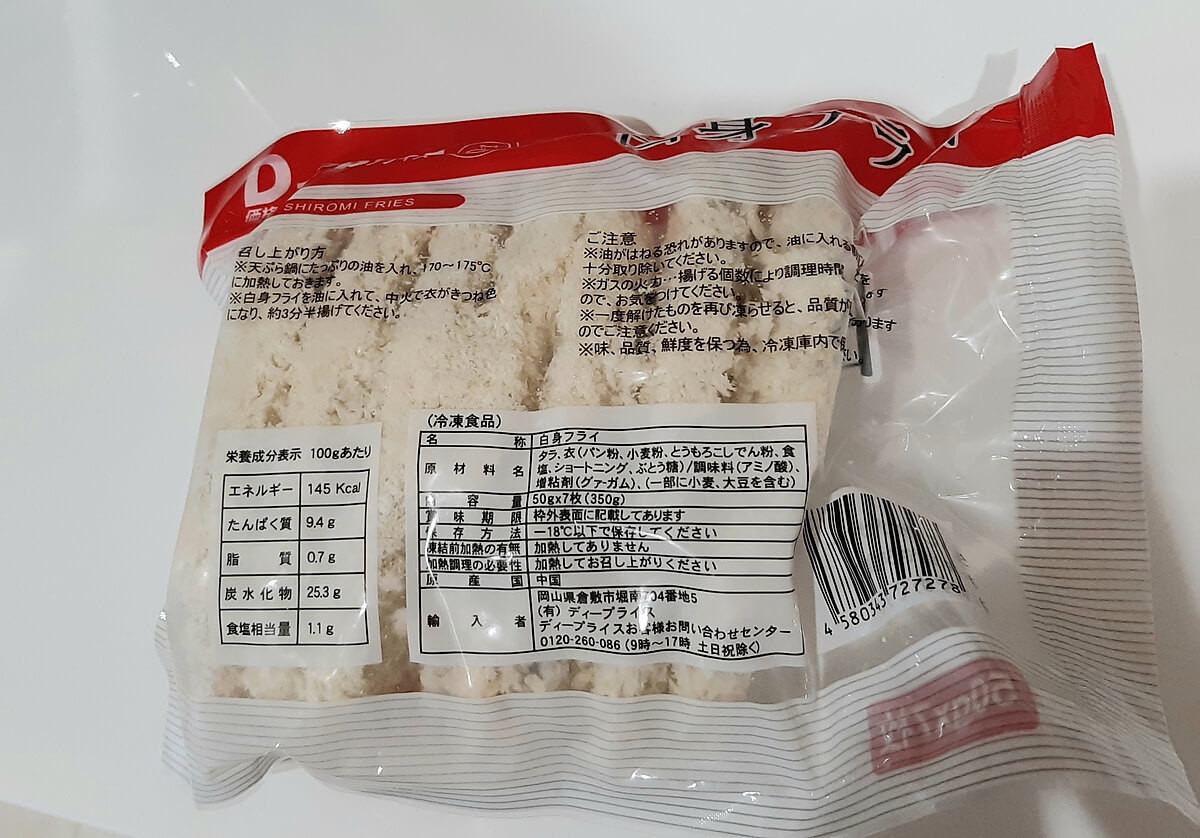 D
価格 SHIROMI FRIES
召し上がり方
※天ぷら鍋にたっぷりの油を入れ、170～175℃
に加熱しておきます。
※白身フライを油に入れて、中火で衣がきつね色
になり、約3分半揚げてください。
ご注意
※油がはねる恐れがありますので、油に入れる
十分取り除いてください。
※ガスの火力…揚げる個数により調理時間
ので、お気をつけてください。
※一度解けたものを再び凍らせると、品質が
のでご注意ください。
※味、品質、鮮度を保つ為、冷凍庫内で
栄養成分表示 100gあたり
エネルギー 145 Kcal
たんぱく質 9.4 g
脂質 0.7 g
炭水化物 25.3 g
食塩相当量 1.1 g
(冷凍食品)
名称 白身フライ
原材料名 タラ、衣(パン粉、小麦粉、とうもろこしでん粉、食
塩、ショートニング、ぶとう糖)/調味料(アミノ酸)、
増粘剤(グァーガム)、(一部に小麦、大豆を含む)
内容量 50gx7枚(350g)
賞味期限 枠外表面に記載してあります
保存方法 -18℃以下で保存してください
凍結前加熱の有無 加熱してありません
加熱調理の必要性 加熱してお召し上がりください
原産国 中国
輸入者 岡山県倉敷市堀南704番地5
(有) ディープライス
ディープライスお客様お問い合わせセンター
0120-260-086 (9時～17時 土日祝除く)
4 580343 727278
50gx7枚